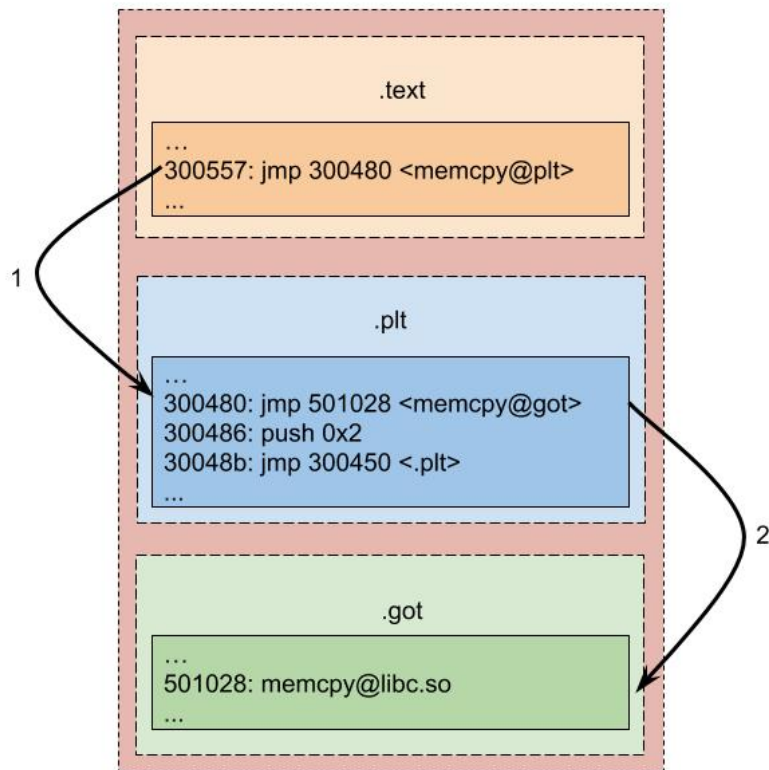 .text
...
300557: jmp 300480 <memcpy@plt>
...
1
.plt
...
300480: jmp 501028 <memcpy@got>
300486: push 0x2
30048b: jmp 300450 <.plt>
...
2
.got
...
501028: memcpy@libc.so
...